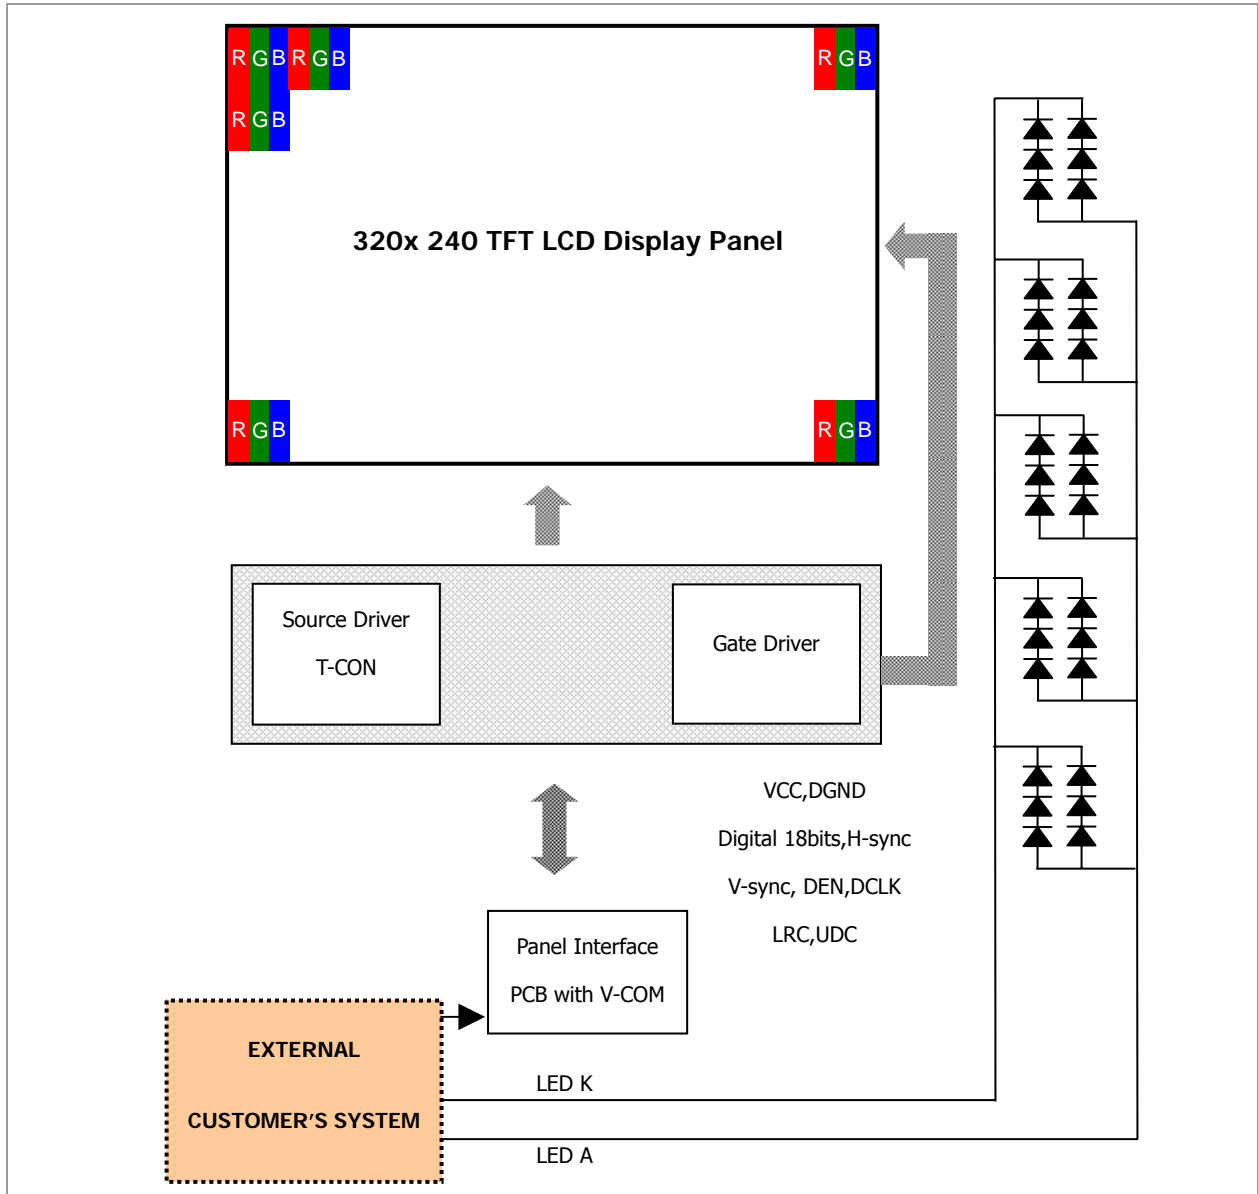 RGBRGB RGB
RGB
320x 240 TFT LCD Display Panel
RGB RGB
Source Driver
T-CON
Gate Driver
VCC,DGND
Digital 18bits,H-sync
V-sync, DEN,DCLK
LRC,UDC
Panel Interface
PCB with V-COM
EXTERNAL
CUSTOMER'S SYSTEM
LED K
LED A